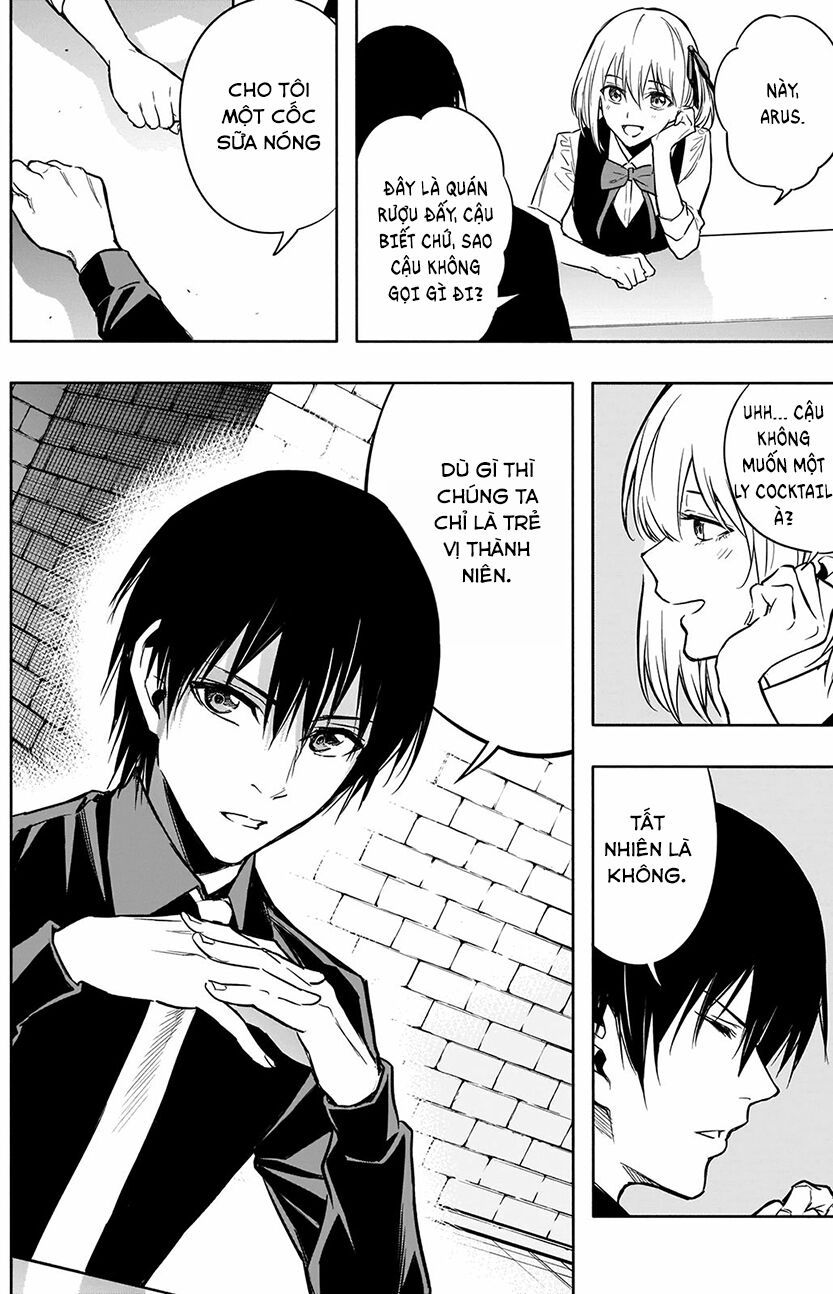 NÀY,
ARUS.
ĐÂY LÀ QUÁN
RƯỢU ĐẤY, CẬU
BIẾT CHỨ, SAO
CẬU KHÔNG
GỌI GÌ ĐI?
CHO TÔI
MỘT CỐC
SỮA NÓNG
UHH... CẬU
KHÔNG
MUỐN MỘT
LY COCKTAIL
À?
TẤT
NHIÊN LÀ
KHÔNG.
DÙ GÌ THÌ
CHÚNG TA
CHỈ LÀ TRẺ
VỊ THÀNH
NIÊN.